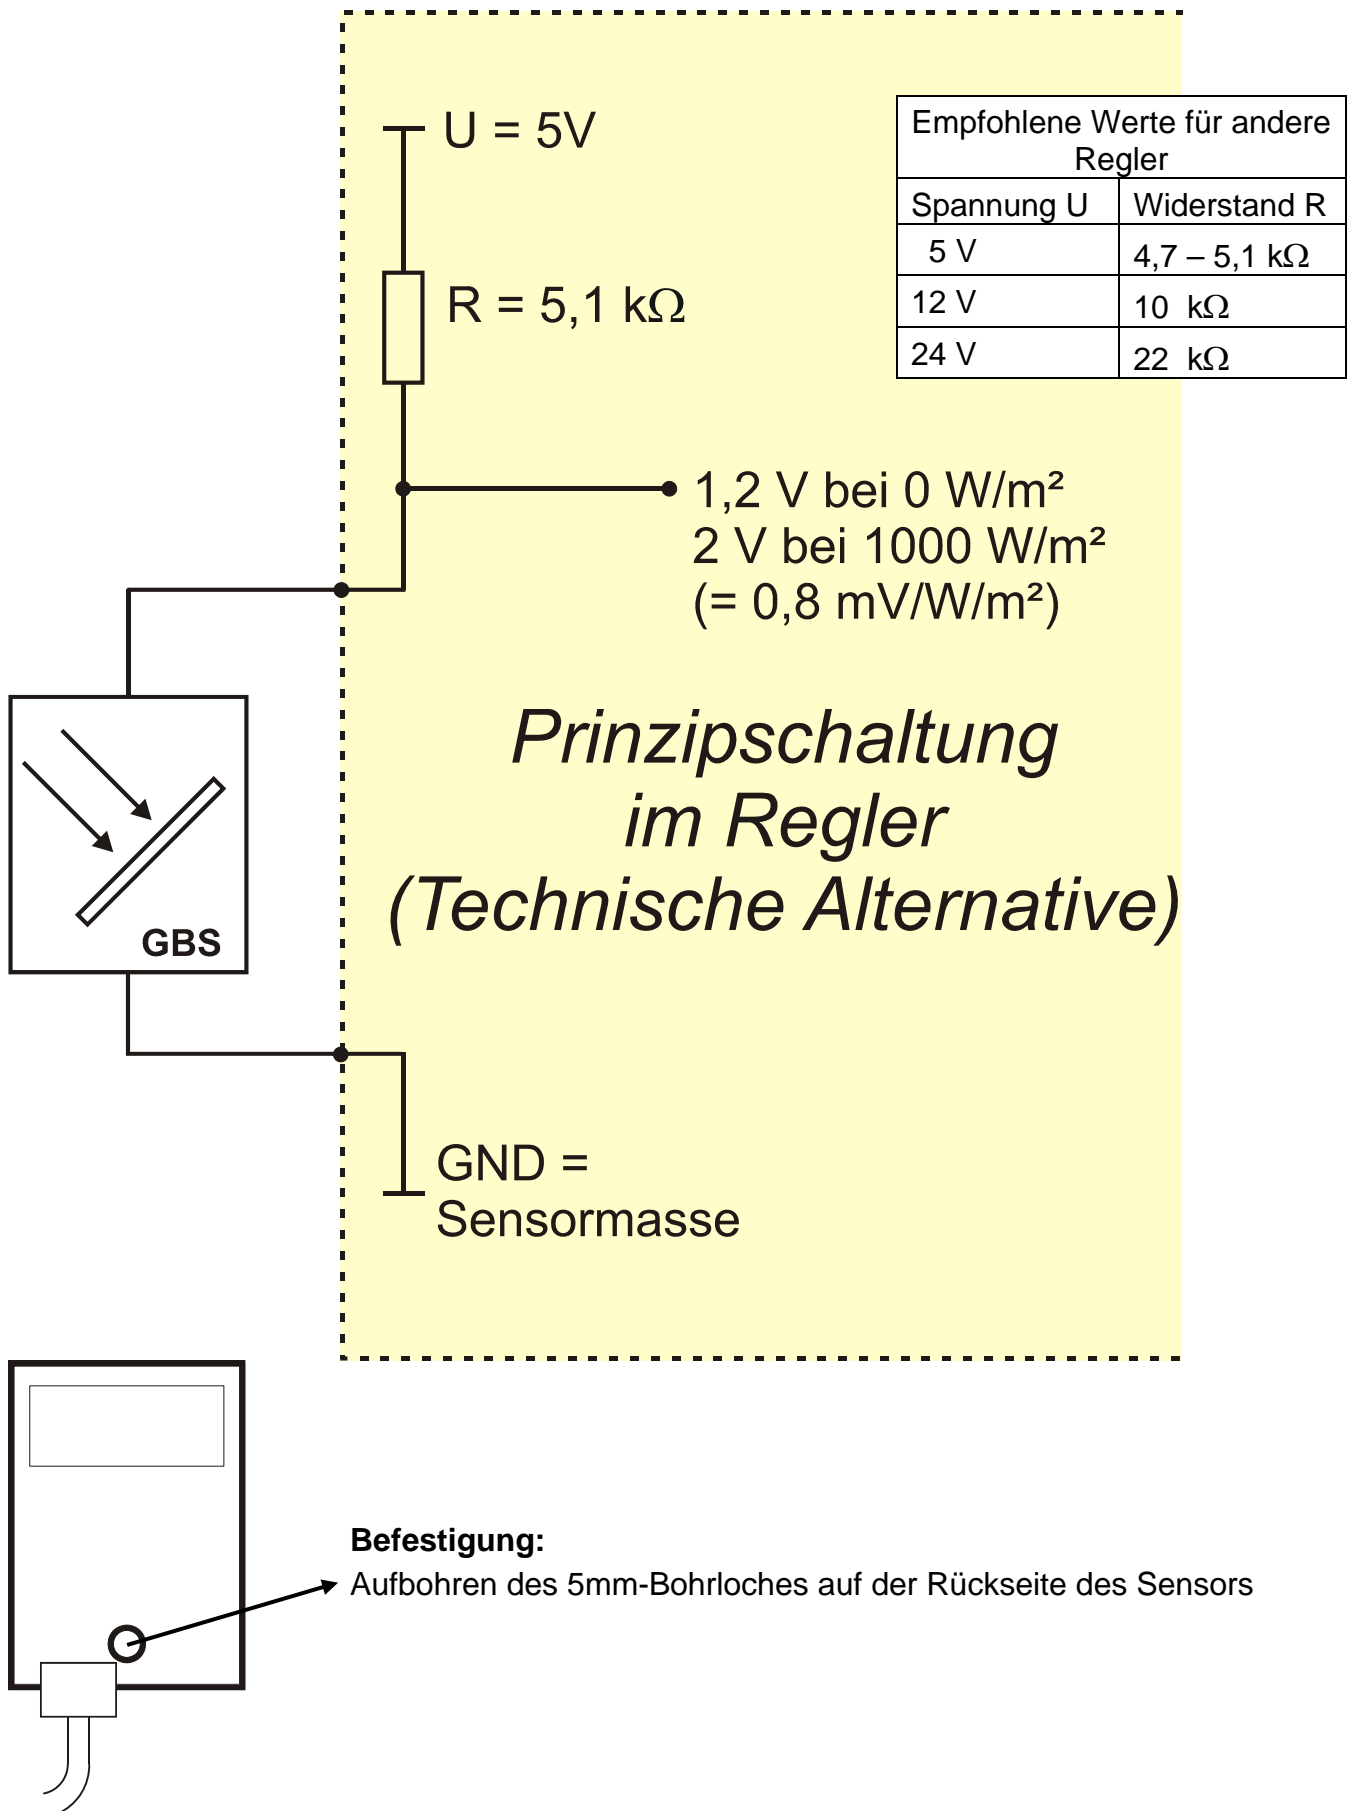 U = 5V
Empfohlene Werte für andere
Regler
Spannung U Widerstand R
5 V 4,7 – 5,1 kΩ
12 V 10 kΩ
24 V 22 kΩ
R = 5,1 kΩ
1,2 V bei 0 W/m²
2 V bei 1000 W/m²
(= 0,8 mV/W/m²)
Prinzipschaltung
im Regler
(Technische Alternative)
GBS
GND =
Sensormasse
Befestigung:
Aufbohren des 5mm-Bohrloches auf der Rückseite des Sensors